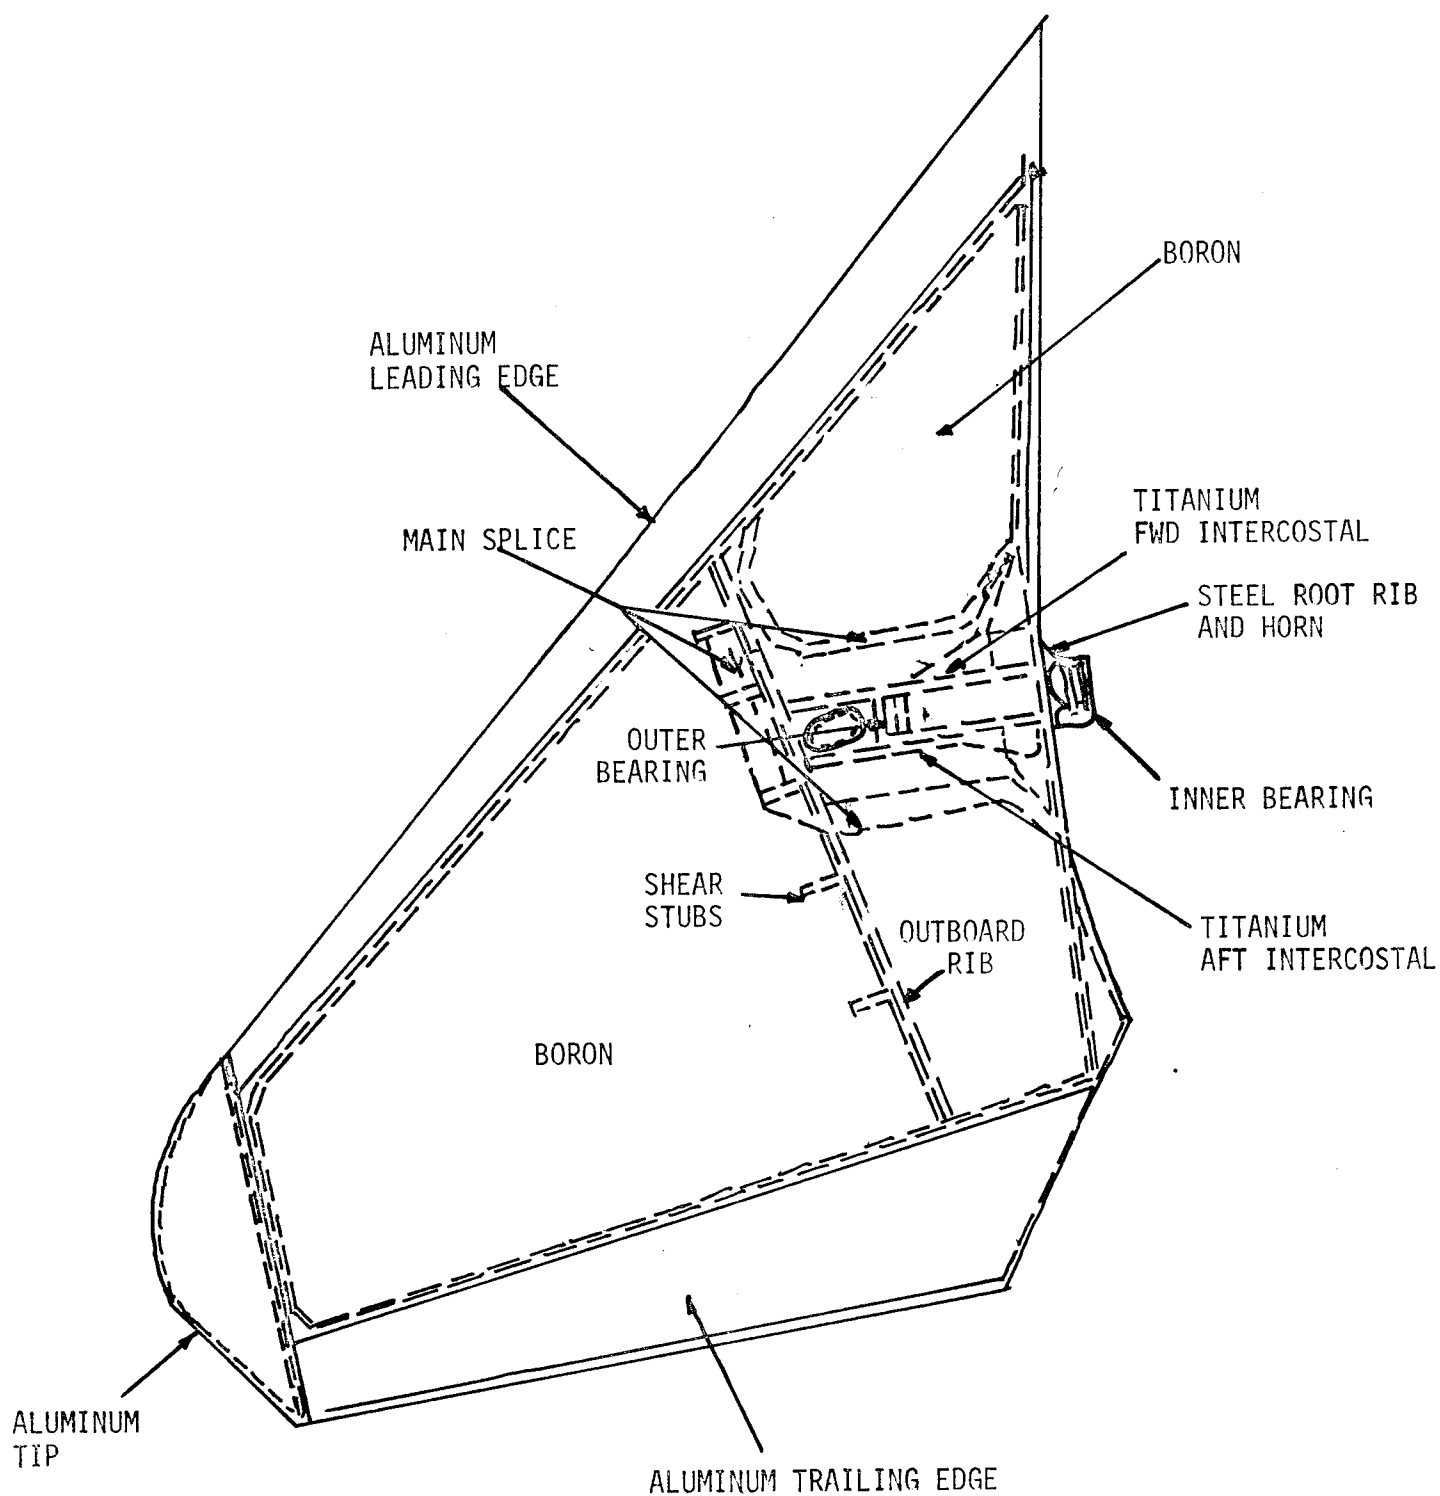 BORON
ALUMINUM
LEADING EDGE
TITANIUM
FWD INTERCOSTAL
MAIN SPLICE
STEEL ROOT RIB
AND HORN
OUTER
BEARING
INNER BEARING
SHEAR
STUBS
OUTBOARD
RIB
TITANIUM
AFT INTERCOSTAL
BORON
ALUMINUM
TIP
ALUMINUM TRAILING EDGE